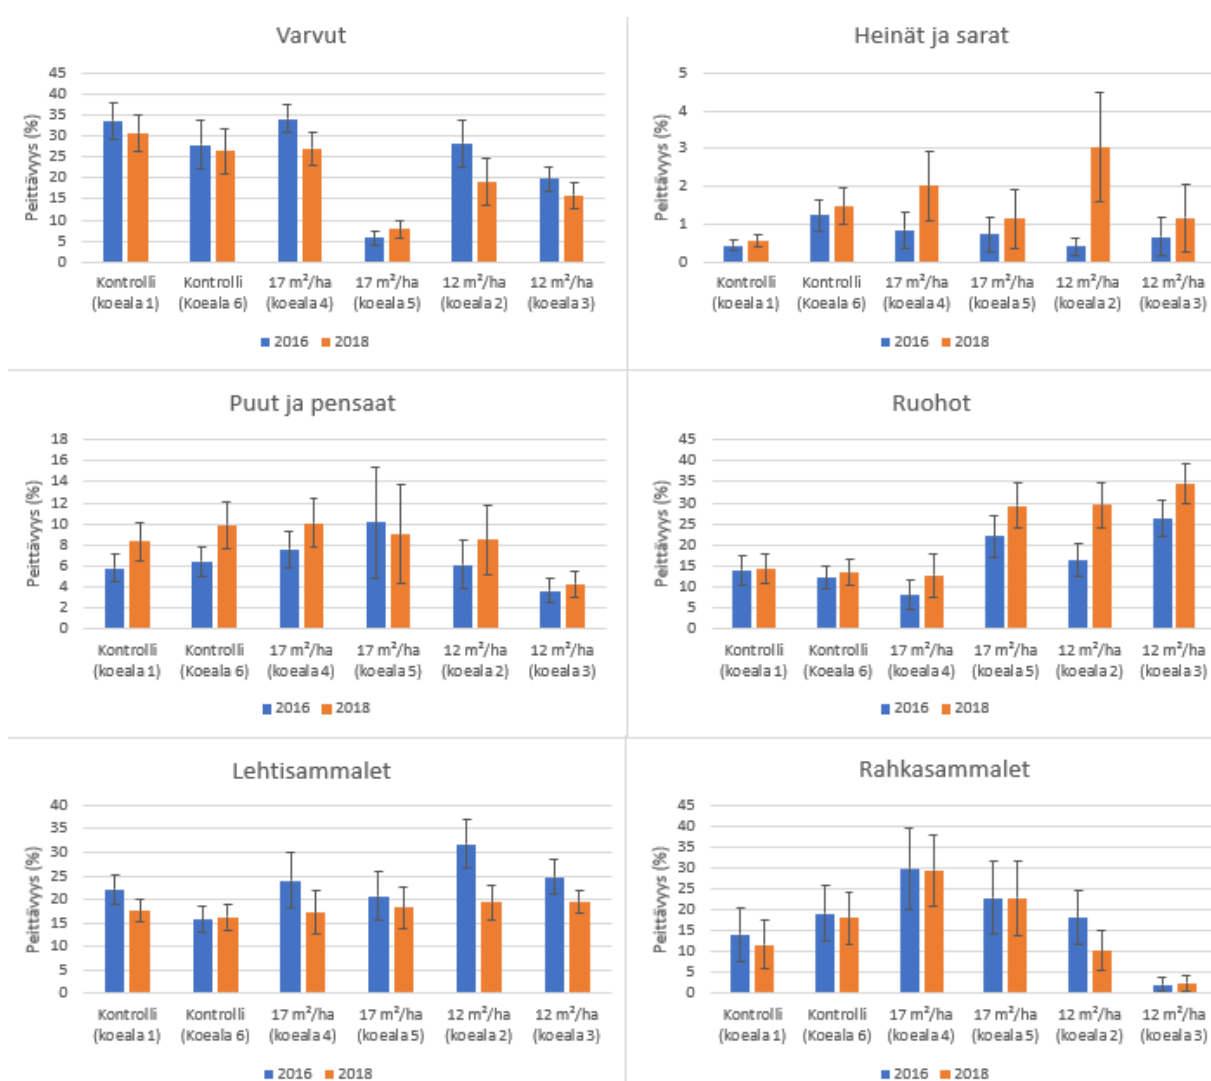 Varvut
Peittävyys (%)
45
40
35
30
25
20
15
10
5
0
Kontrolli (koeala 1)
Kontrolli (Koeala 6)
17 m²/ha (koeala 4)
17 m²/ha (koeala 5)
12 m²/ha (koeala 2)
12 m²/ha (koeala 3)
2016 2018
Heinät ja sarat
Peittävyys (%)
5
4
3
2
1
0
Kontrolli (koeala 1)
Kontrolli (Koeala 6)
17 m²/ha (koeala 4)
17 m²/ha (koeala 5)
12 m²/ha (koeala 2)
12 m²/ha (koeala 3)
2016 2018
Puut ja pensaat
Peittävyys (%)
18
16
14
12
10
8
6
4
2
0
Kontrolli (koeala 1)
Kontrolli (Koeala 6)
17 m²/ha (koeala 4)
17 m²/ha (koeala 5)
12 m²/ha (koeala 2)
12 m²/ha (koeala 3)
2016 2018
Ruohot
Peittävyys (%)
45
40
35
30
25
20
15
10
5
0
Kontrolli (koeala 1)
Kontrolli (Koeala 6)
17 m²/ha (koeala 4)
17 m²/ha (koeala 5)
12 m²/ha (koeala 2)
12 m²/ha (koeala 3)
2016 2018
Lehtisammalet
Peittävyys (%)
40
35
30
25
20
15
10
5
0
Kontrolli (koeala 1)
Kontrolli (Koeala 6)
17 m²/ha (koeala 4)
17 m²/ha (koeala 5)
12 m²/ha (koeala 2)
12 m²/ha (koeala 3)
2016 2018
Rahkasammalet
Peittävyys (%)
45
40
35
30
25
20
15
10
5
0
Kontrolli (koeala 1)
Kontrolli (Koeala 6)
17 m²/ha (koeala 4)
17 m²/ha (koeala 5)
12 m²/ha (koeala 2)
12 m²/ha (koeala 3)
2016 2018